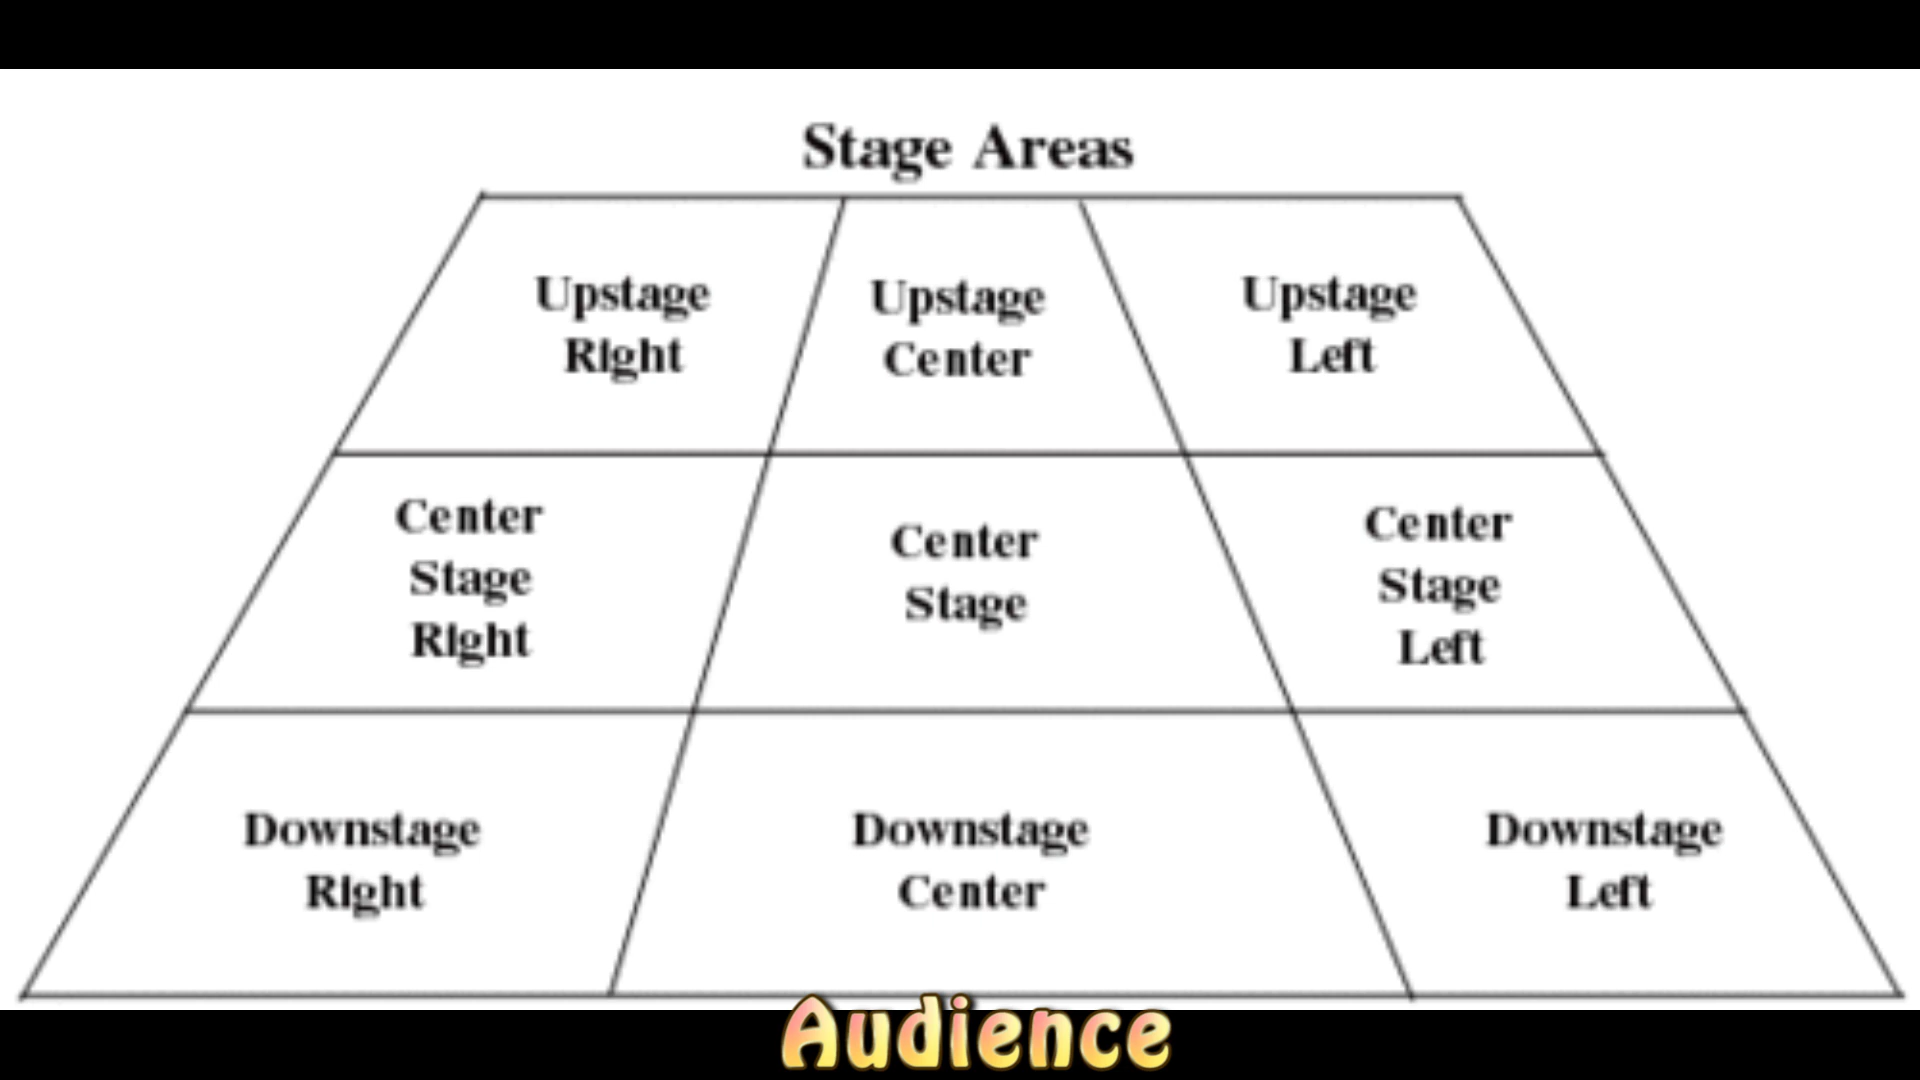 Stage Areas
Upstage
Right
Upstage
Center
Upstage
Left
Center
Stage
Right
Center
Stage
Center
Stage
Left
Downstage
Right
Downstage
Center
Downstage
Left
Audience